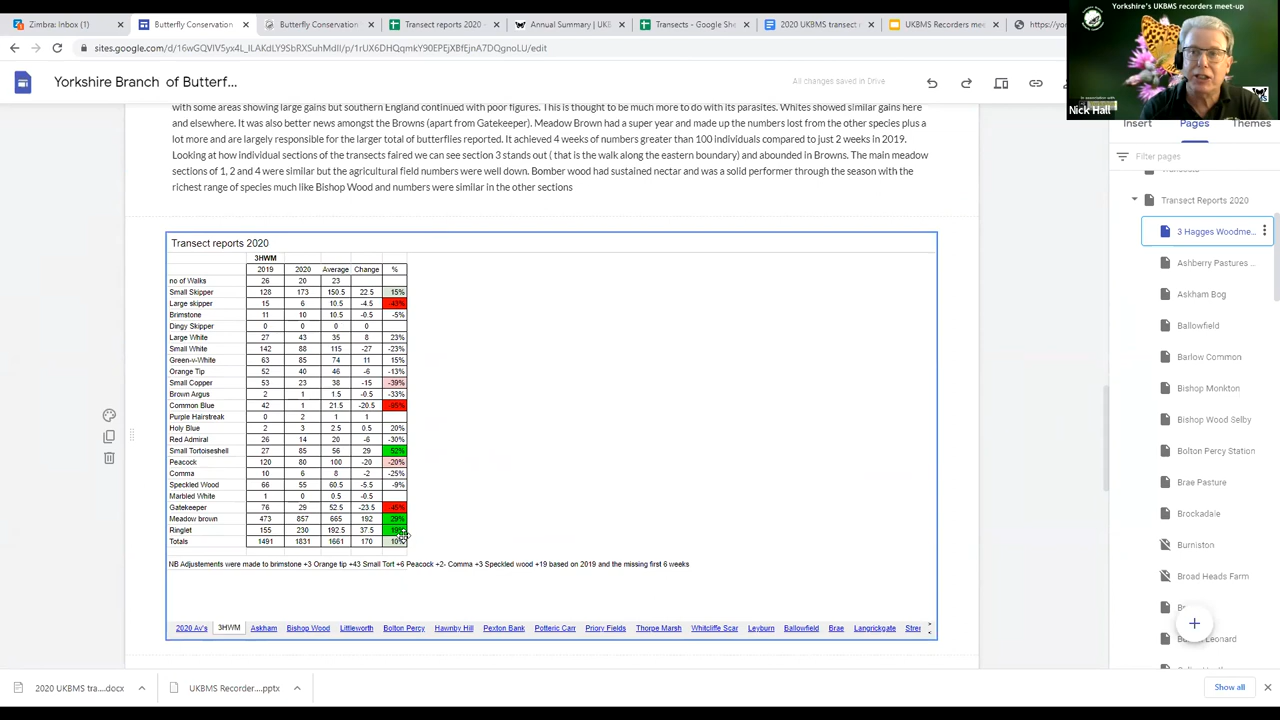 Zimbra: Inbox
Butterfly Conservation
Butterfly Conservation
Transect reports 2020
Annual Summary | UKB
Transects - Google She
2020 UKBMS transect r
UKBMS Recorders mee
https://yo
sites.google.com/d/16wGQVIV5yx4L_ILAKdLY9SbRXSuhMdII/p/1rUX6DHQqmkY90EPEjXBfEjnA7DQgnoLU/edit
Yorkshire's UKBMS recorders meet-up
Nick Hall
Yorkshire Branch of Butterf...
All changes saved in Drive
Insert Pages Themes
Filter pages
with some areas showing large gains but southern England continued with poor figures. This is thought to be much more to do with its parasites. Whites showed similar gains here
and elsewhere. It was also better news amongst the Browns (apart from Gatekeeper). Meadow Brown had a super year and made up the numbers lost from the other species plus a
lot more and are largely responsible for the larger total of butterflies reported. It achieved 4 weeks of numbers greater than 100 individuals compared to just 2 weeks in 2019.
Looking at how individual sections of the transects faired we can see section 3 stands out ( that is the walk along the eastern boundary) and abounded in Browns. The main meadow
sections of 1, 2 and 4 were similar but the agricultural field numbers were well down. Bomber wood had sustained nectar and was a solid performer through the season with the
richest range of species much like Bishop Wood and numbers were similar in the other sections
Transect reports 2020
3HWM
2019 2020 Average Change %
no of Walks 26 20 23
Small Skipper 128 173 150.5 22.5 15%
Large skipper 15 6 10.5 -4.5 -43%
Brimstone 11 10 10.5 -0.5 -5%
Dingy Skipper 0 0 0 0
Large White 27 43 35 8 23%
Small White 142 88 115 -27 -23%
Green-v-White 63 85 74 11 15%
Orange Tip 52 40 46 -6 -13%
Small Copper 53 23 38 -15 -39%
Brown Argus 2 1 1.5 -0.5 -33%
Common Blue 42 1 21.5 -20.5 -95%
Purple Hairstreak 0 2 1 1
Holy Blue 2 3 2.5 0.5 20%
Red Admiral 26 14 20 -6 -30%
Small Tortoiseshell 27 85 56 29 52%
Peacock 120 80 100 -20 -20%
Comma 10 6 8 -2 -25%
Speckled Wood 66 55 60.5 -5.5 -9%
Marbled White 1 0 0.5 -0.5
Gatekeeper 76 29 52.5 -23.5 -45%
Meadow brown 473 857 665 192 29%
Ringlet 155 230 192.5 37.5 19%
Totals 1491 1831 1661 170 10%
NB Adjustements were made to brimstone +3 Orange tip +43 Small Tort +6 Peacock +2- Comma +3 Speckled wood +19 based on 2019 and the missing first 6 weeks
2020 Av's 3HWM Askham Bishop Wood Littleworth Bolton Percy Hawnby Hill Pexton Bank Potteric Carr Priory Fields Thorpe Marsh Whitcliffe Scar Leyburn Ballowfield Brae Langrickgate Strer
Transect Reports 2020
3 Hagges Woodme...
Ashberry Pastures ...
Askham Bog
Ballowfield
Barlow Common
Bishop Monkton
Bishop Wood Selby
Bolton Percy Station
Brae Pasture
Brockadale
Burniston
Broad Heads Farm
2020 UKBMS tra....docx
UKBMS Recorder....pptx
Show all